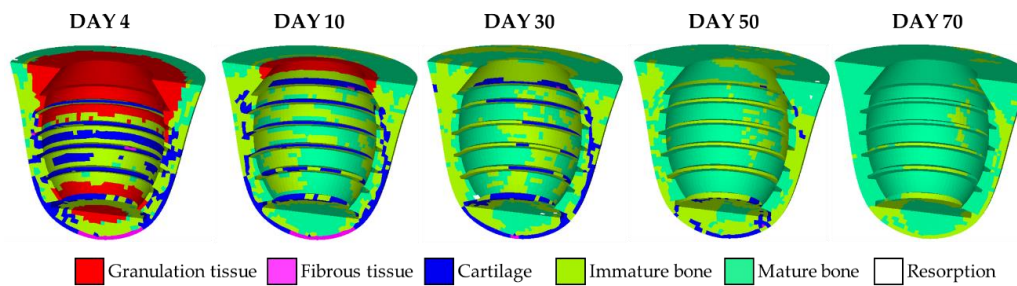 DAY 4 DAY 10 DAY 30 DAY 50 DAY 70
Granulation tissue Fibrous tissue Cartilage Immature bone Mature bone Resorption